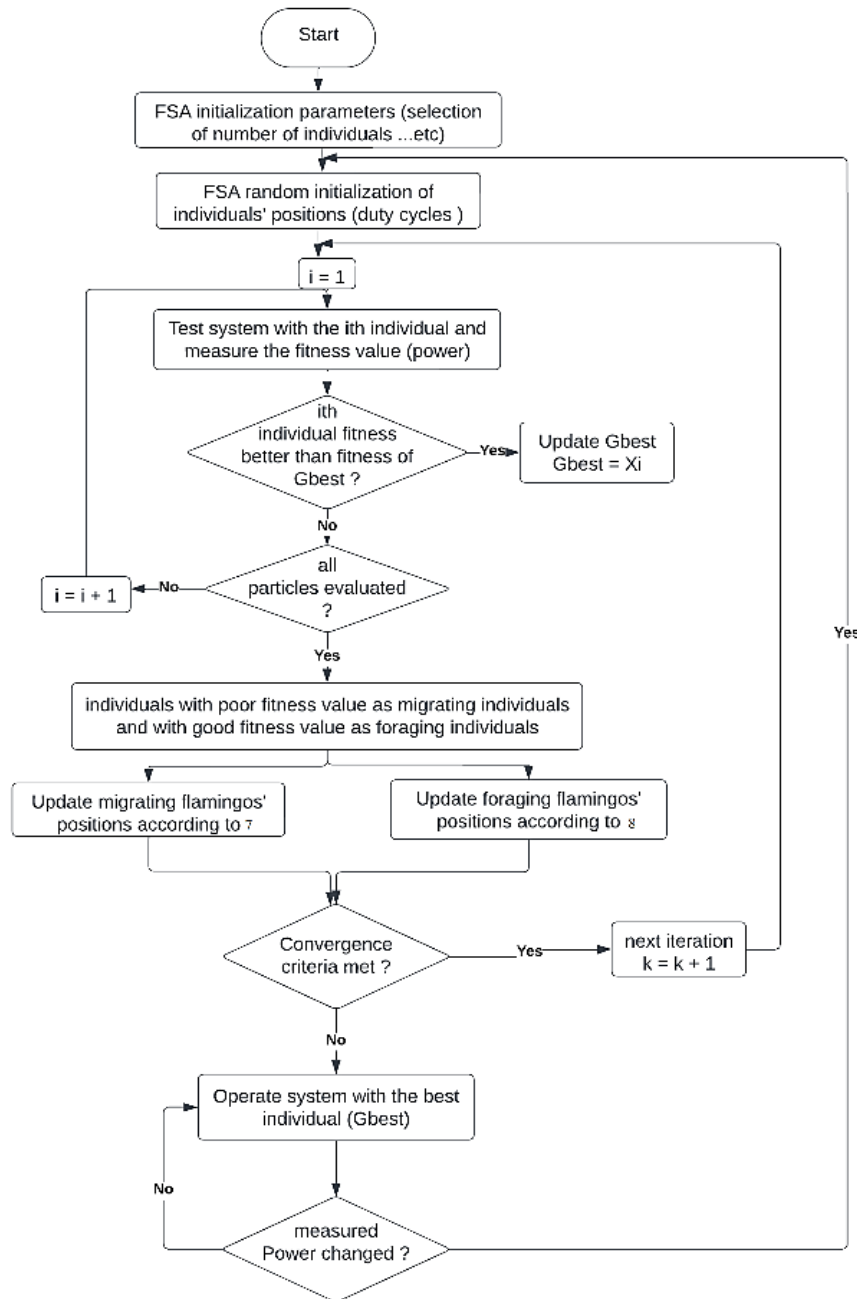 Start
FSA initialization parameters (selection
of number of individuals ...etc)
FSA random initialization of
individuals' positions (duty cycles )
i = 1
Test system with the ith individual and
measure the fitness value (power)
ith
individual fitness
better than fitness of
Gbest ?
Yes
Update Gbest
Gbest = Xi
No
all
particles evaluated
?
No
i = i + 1
Yes
Yes
individuals with poor fitness value as migrating individuals
and with good fitness value as foraging individuals
Update migrating flamingos'
positions according to 7
Update foraging flamingos'
positions according to 8
Convergence
criteria met ?
Yes
next iteration
k = k + 1
No
Operate system with the best
individual (Gbest)
No
measured
Power changed ?